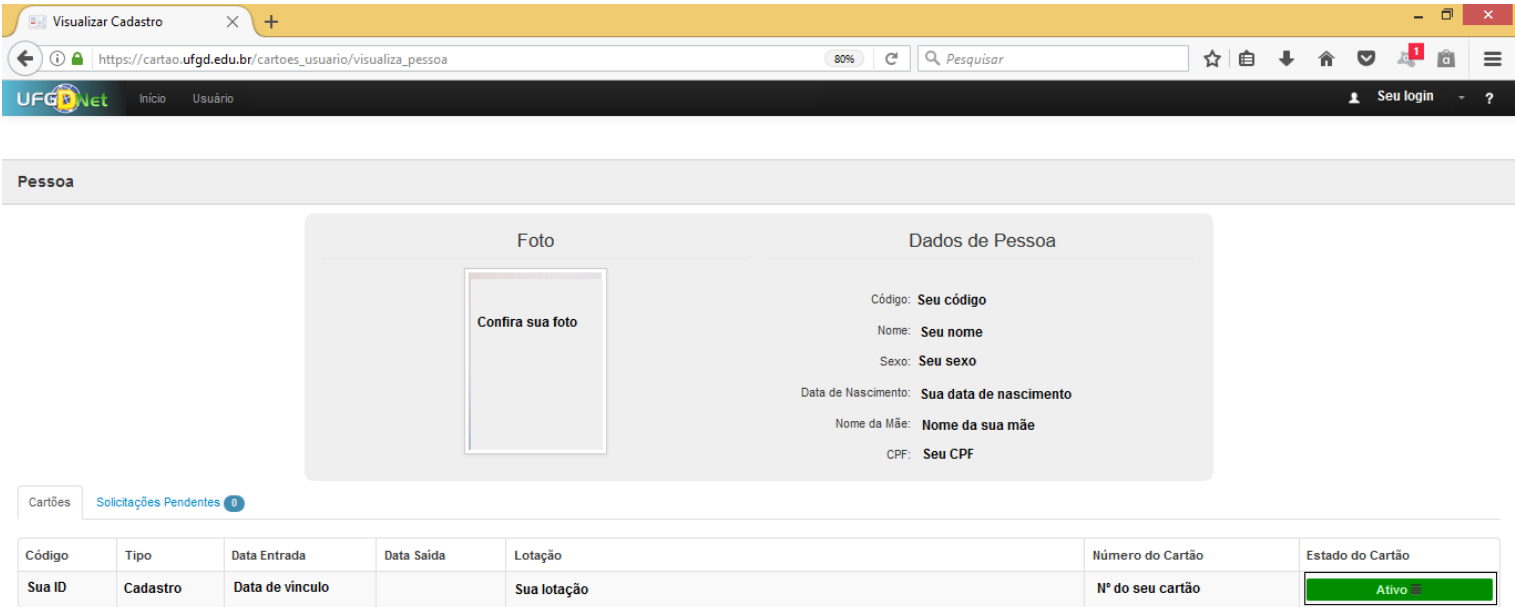 Visualizar Cadastro
https://cartao.ufgd.edu.br/cartoes_usuario/visualiza_pessoa 80% Pesquisar 1
UFGDNet Início Usuário Seu login ?
Pessoa
Foto
Confira sua foto
Dados de Pessoa
Código: Seu código
Nome: Seu nome
Sexo: Seu sexo
Data de Nascimento: Sua data de nascimento
Nome da Mãe: Nome da sua mãe
CPF: Seu CPF
Cartões Solicitações Pendentes 0
Código Tipo Data Entrada Data Saída Lotação Número do Cartão Estado do Cartão
Sua ID Cadastro Data de vínculo Sua lotação Nº do seu cartão Ativo